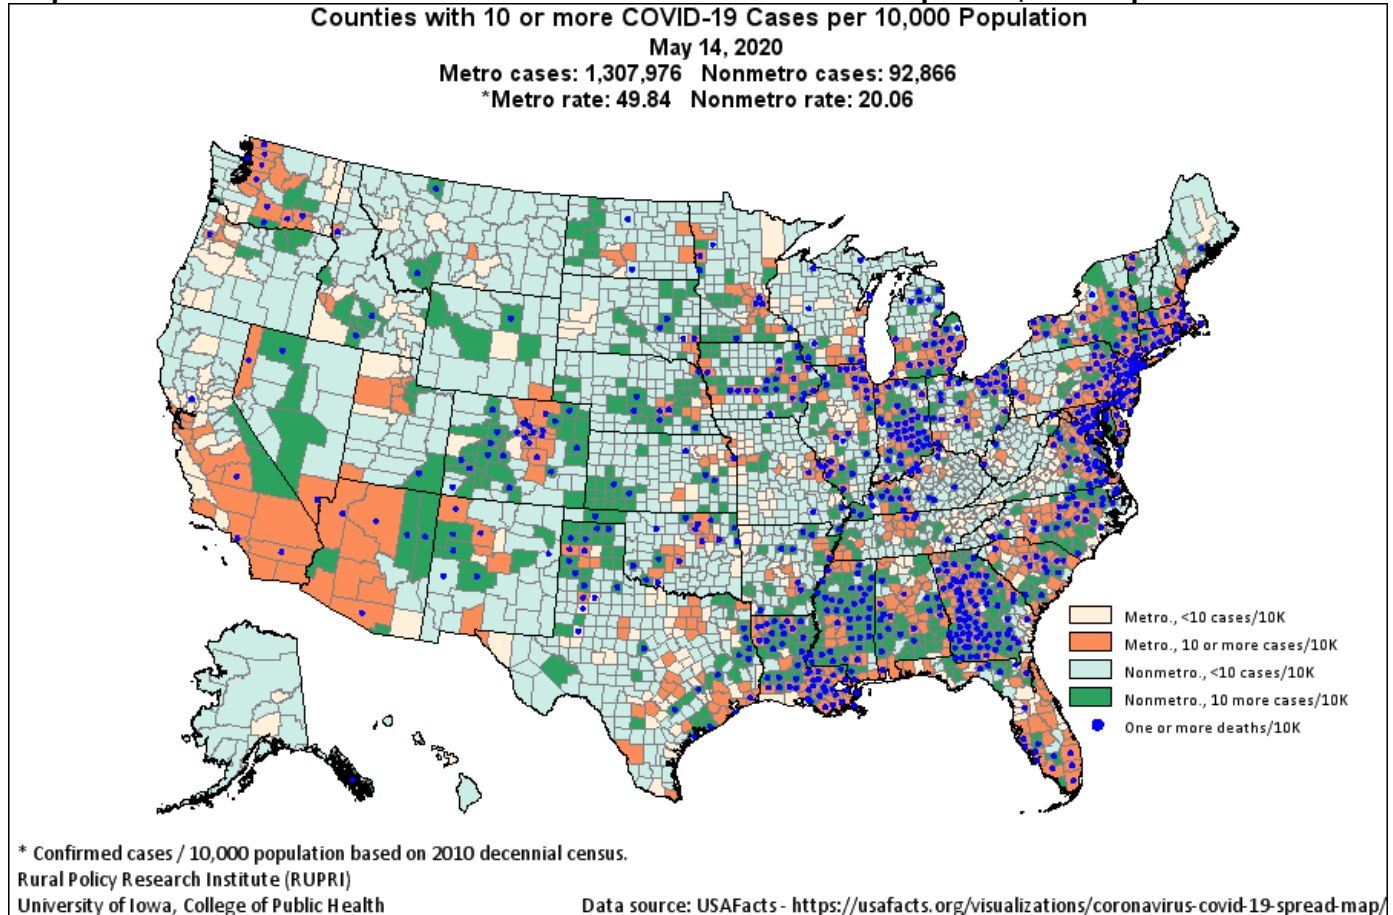 Counties with 10 or more COVID-19 Cases per 10,000 Population
May 14, 2020
Metro cases: 1,307,976 Nonmetro cases: 92,866
*Metro rate: 49.84 Nonmetro rate: 20.06
Metro., <10 cases/10K
Metro., 10 or more cases/10K
Nonmetro., <10 cases/10K
Nonmetro., 10 more cases/10K
One or more deaths/10K
* Confirmed cases / 10,000 population based on 2010 decennial census.
Rural Policy Research Institute (RUPRI)
University of Iowa, College of Public Health
Data source: USAFacts - https://usafacts.org/visualizations/coronavirus-covid-19-spread-map/